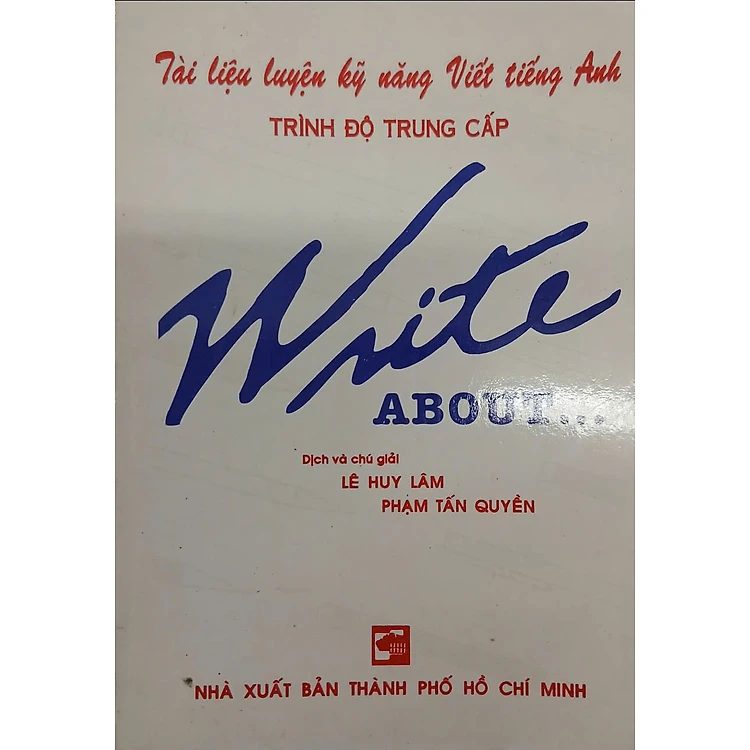 Tài liệu luyện kỹ năng Viết tiếng Anh
TRÌNH ĐỘ TRUNG CẤP
Write
ABOUT...
Dịch và chú giải
LÊ HUY LÂM
PHẠM TẤN QUYỀN
NHÀ XUẤT BẢN THÀNH PHỐ HỒ CHÍ MINH